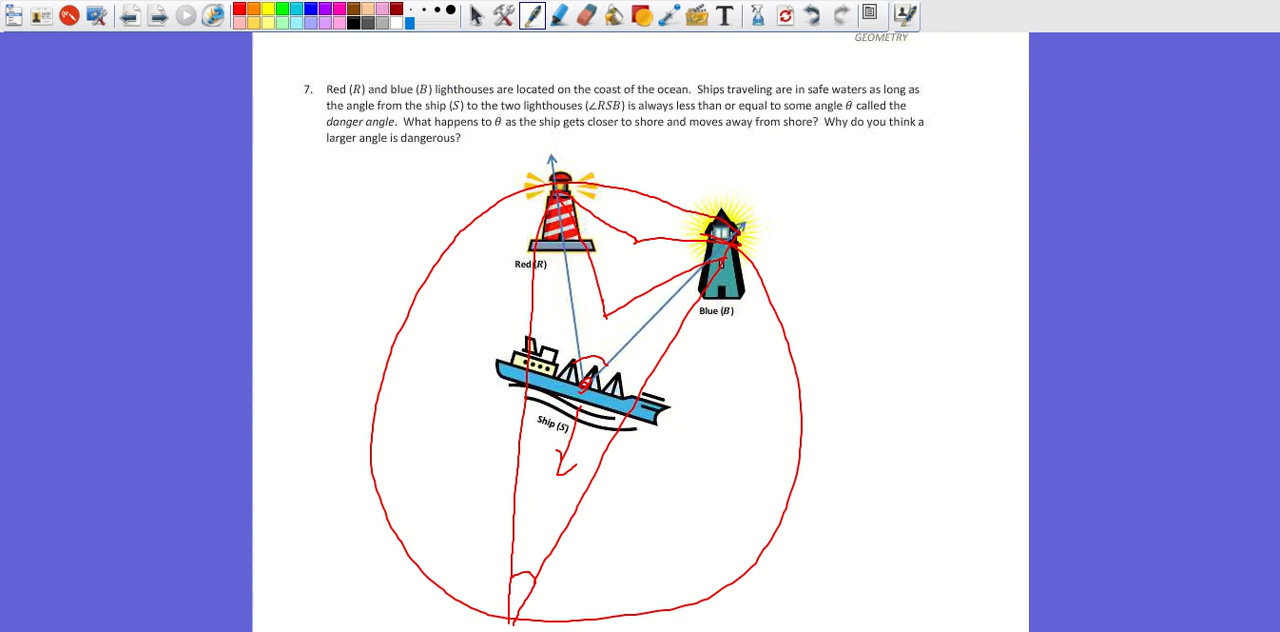 GEOMETRY
7. Red (R) and blue (B) lighthouses are located on the coast of the ocean. Ships traveling are in safe waters as long as
the angle from the ship (S) to the two lighthouses (∠RSB) is always less than or equal to some angle θ called the
danger angle. What happens to θ as the ship gets closer to shore and moves away from shore? Why do you think a
larger angle is dangerous?
Red (R)
Blue (B)
Ship (S)